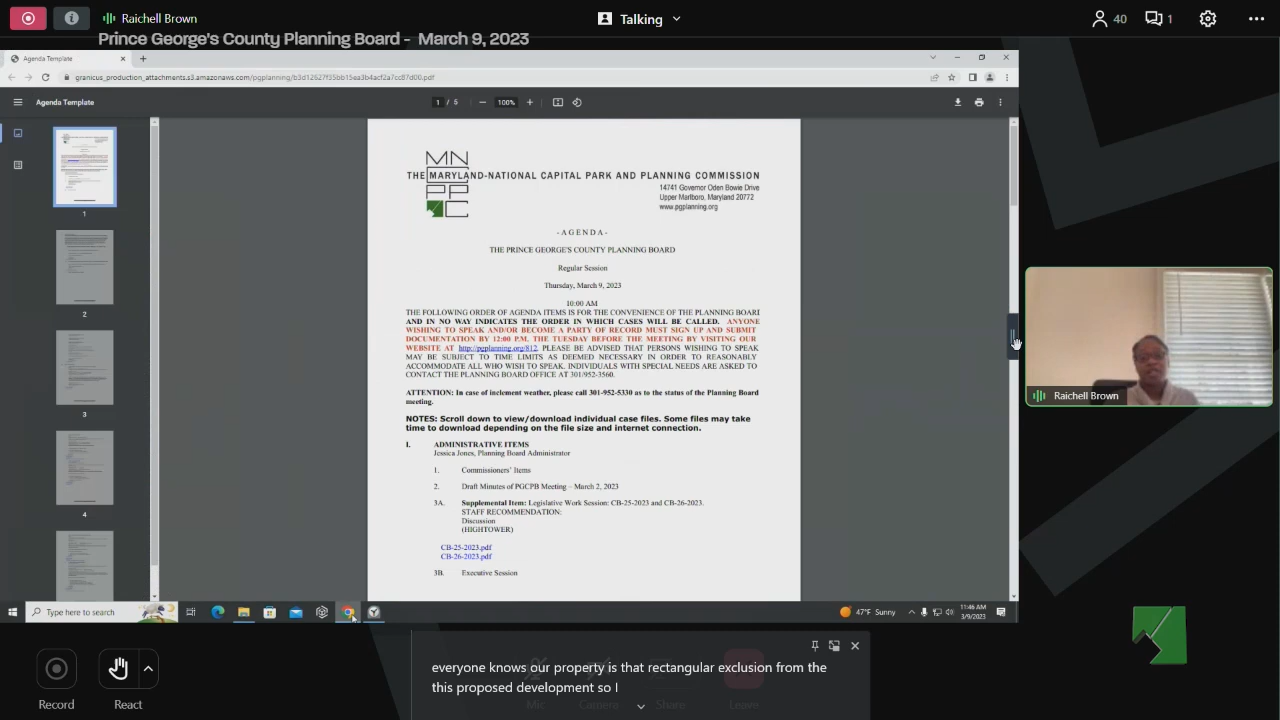 Raichell Brown
Talking
40
1
Prince George's County Planning Board - March 9, 2023
Agenda Template
granicus_production_attachments.s3.amazonaws.com/pgplanning/b3d12627f35bb15ea3b4acf2a7cc87d00.pdf
Agenda Template
1 / 5
100%
1
2
3
4
MN
THE MARYLAND-NATIONAL CAPITAL PARK AND PLANNING COMMISSION
PP
C
14741 Governor Oden Bowie Drive
Upper Marlboro, Maryland 20772
www.pgplanning.org
- A G E N D A -
THE PRINCE GEORGE'S COUNTY PLANNING BOARD
Regular Session
Thursday, March 9, 2023
10:00 AM
THE FOLLOWING ORDER OF AGENDA ITEMS IS FOR THE CONVENIENCE OF THE PLANNING BOARD
AND IN NO WAY INDICATES THE ORDER IN WHICH CASES WILL BE CALLED. ANYONE
WISHING TO SPEAK AND/OR BECOME A PARTY OF RECORD MUST SIGN UP AND SUBMIT
DOCUMENTATION BY 12:00 P.M. THE TUESDAY BEFORE THE MEETING BY VISITING OUR
WEBSITE AT http://pgplanning.org/812. PLEASE BE ADVISED THAT PERSONS WISHING TO SPEAK
MAY BE SUBJECT TO TIME LIMITS AS DEEMED NECESSARY IN ORDER TO REASONABLY
ACCOMMODATE ALL WHO WISH TO SPEAK. INDIVIDUALS WITH SPECIAL NEEDS ARE ASKED TO
CONTACT THE PLANNING BOARD OFFICE AT 301/952-3560.
ATTENTION: In case of inclement weather, please call 301-952-5330 as to the status of the Planning Board
meeting.
NOTES: Scroll down to view/download individual case files. Some files may take
time to download depending on the file size and internet connection.
I. ADMINISTRATIVE ITEMS
Jessica Jones, Planning Board Administrator
1. Commissioners' Items
2. Draft Minutes of PGCPB Meeting – March 2, 2023
3A. Supplemental Item: Legislative Work Session: CB-25-2023 and CB-26-2023.
STAFF RECOMMENDATION:
Discussion
(HIGHTOWER)
CB-25-2023.pdf
CB-26-2023.pdf
3B. Executive Session
Raichell Brown
Type here to search
47°F Sunny
11:46 AM
3/9/2023
everyone knows our property is that rectangular exclusion from the
this proposed development so I
Record
React
Mic
Camera
Share
Leave